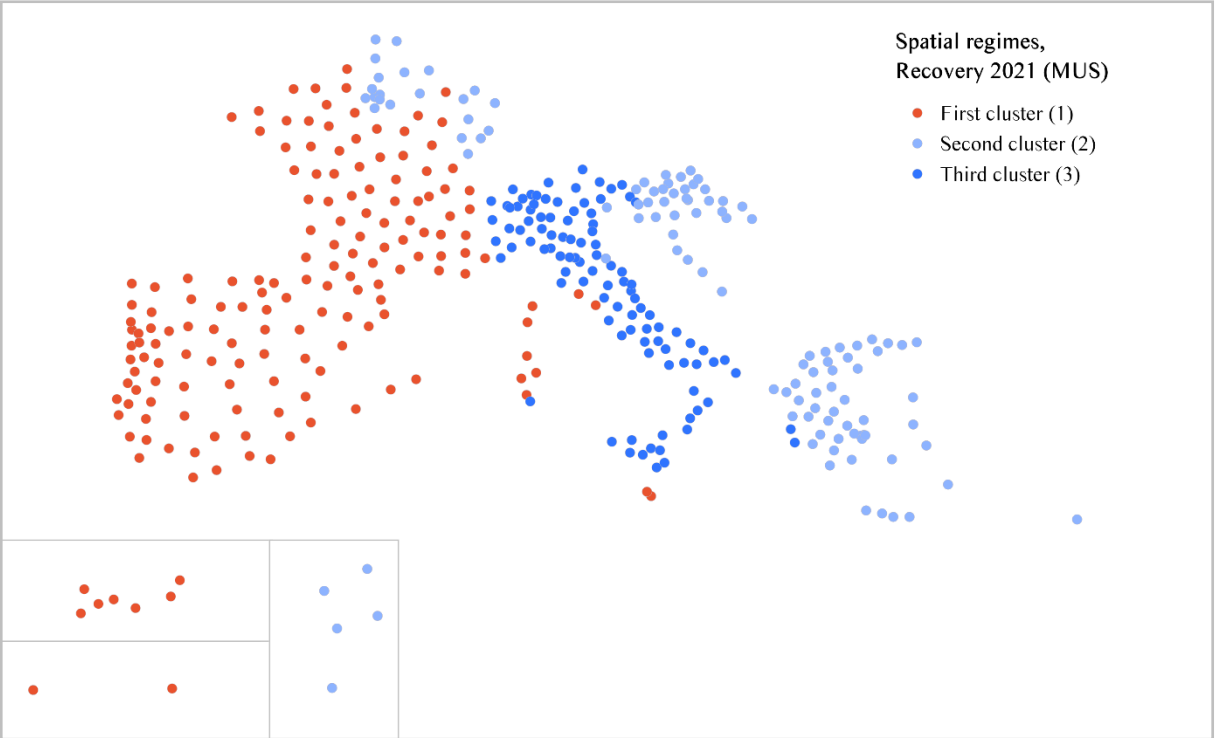 Spatial regimes,
Recovery 2021 (MUS)
First cluster (1)
Second cluster (2)
Third cluster (3)